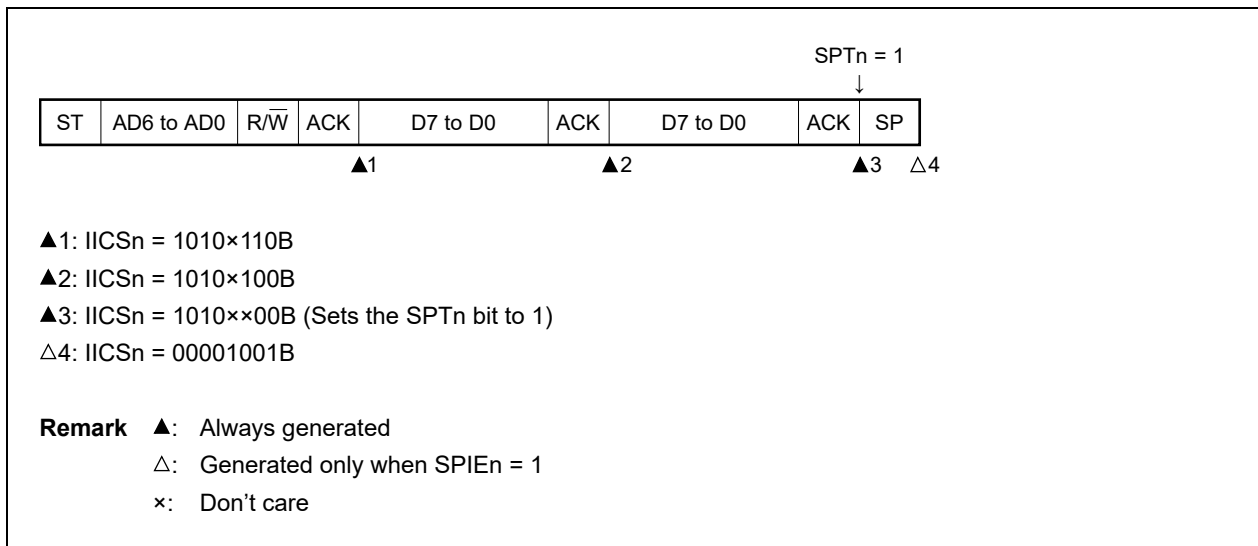 SPTn = 1
↓
ST AD6 to AD0 R/W̅ ACK D7 to D0 ACK D7 to D0 ACK SP
▲1 ▲2 ▲3 △4
▲1: IICSn = 1010×110B
▲2: IICSn = 1010×100B
▲3: IICSn = 1010××00B (Sets the SPTn bit to 1)
△4: IICSn = 00001001B
Remark ▲: Always generated
△: Generated only when SPIEn = 1
×: Don’t care